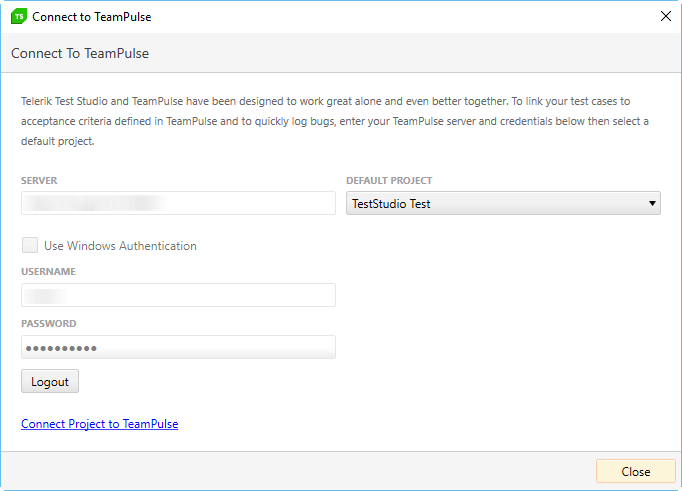 TS Connect to TeamPulse
Connect To TeamPulse
Telerik Test Studio and TeamPulse have been designed to work great alone and even better together. To link your test cases to
acceptance criteria defined in TeamPulse and to quickly log bugs, enter your TeamPulse server and credentials below then select a
default project.
SERVER DEFAULT PROJECT
TestStudio Test
Use Windows Authentication
USERNAME
PASSWORD
●●●●●●●●●●
Logout
Connect Project to TeamPulse
Close